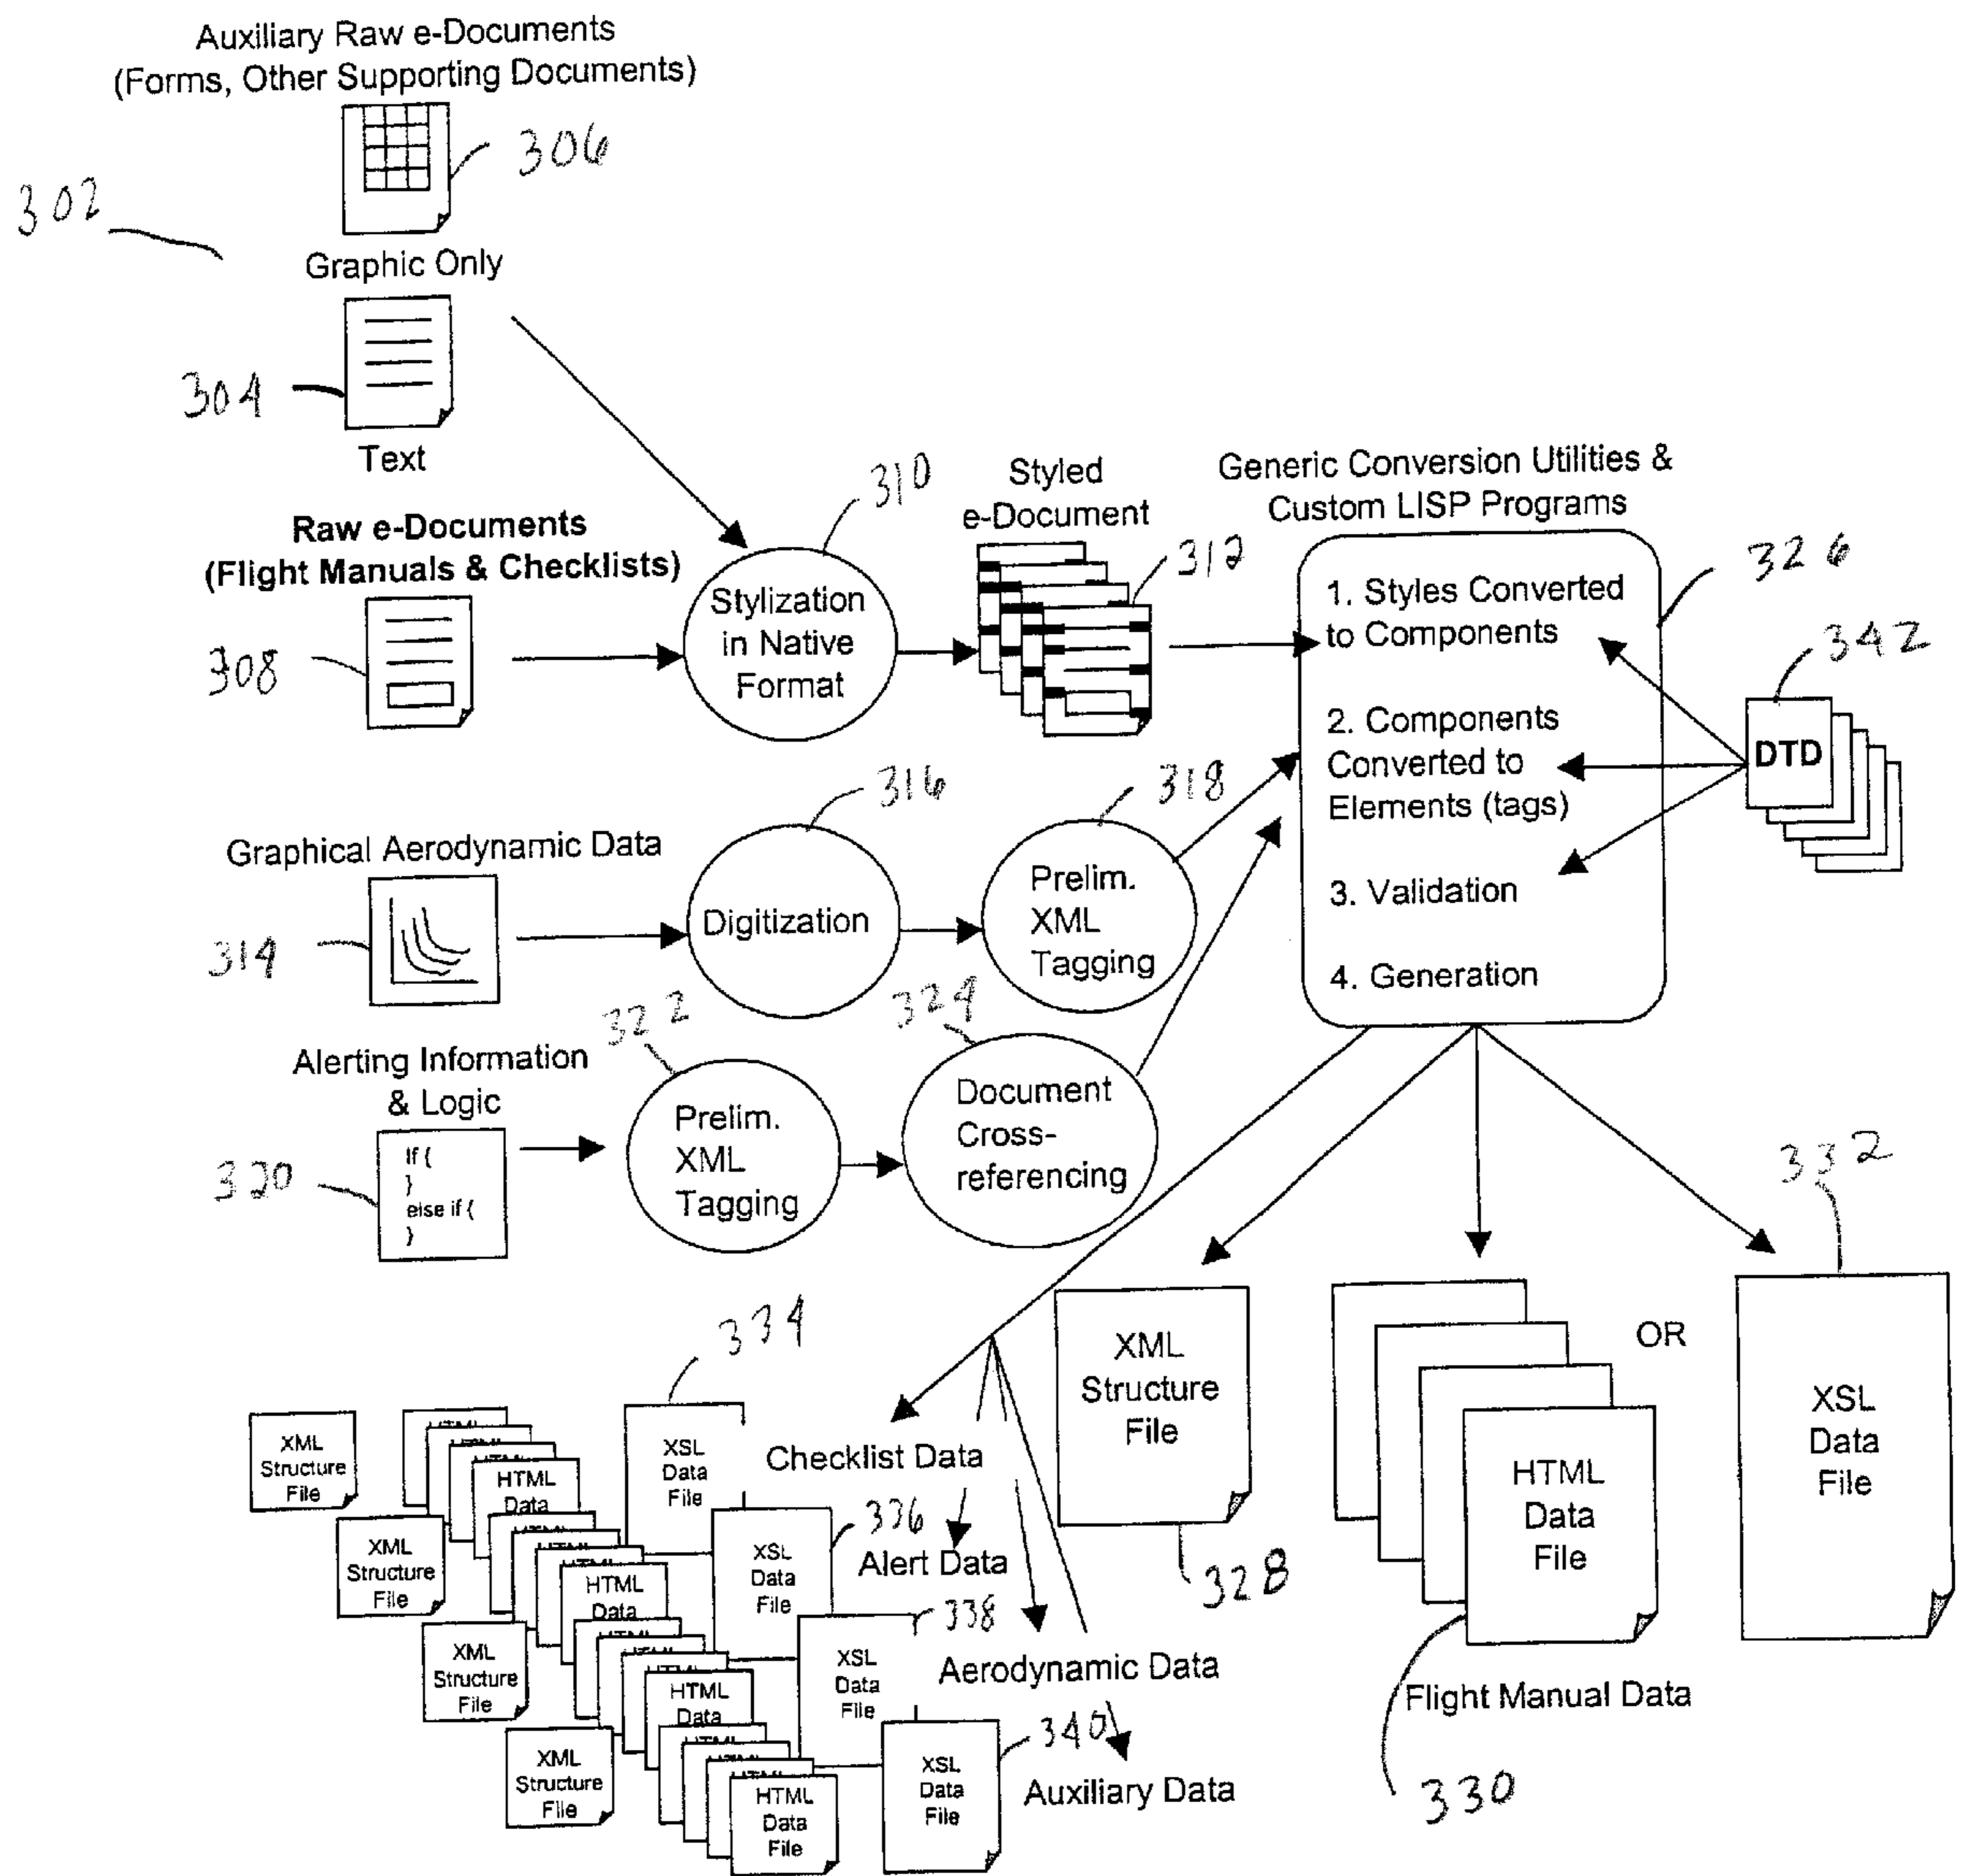 Auxiliary Raw e-Documents
(Forms, Other Supporting Documents)
306
302
Graphic Only
304
Text
Raw e-Documents
(Flight Manuals & Checklists)
308
310
Stylization
in Native
Format
Styled
e-Document
312
Generic Conversion Utilities &
Custom LISP Programs
326
1. Styles Converted
to Components
2. Components
Converted to
Elements (tags)
3. Validation
4. Generation
342
DTD
Graphical Aerodynamic Data
314
316
Digitization
318
Prelim.
XML
Tagging
Alerting Information
& Logic
320
If (
}
else if (
}
322
Prelim.
XML
Tagging
324
Document
Cross-
referencing
332
XML
Structure
File
328
OR
HTML
Data
File
330
XSL
Data
File
Flight Manual Data
334
XML
Structure
File
HTML
Data
XSL
Data
File
Checklist Data
336
XML
Structure
File
HTML
Data
XSL
Data
File
Alert Data
338
XML
Structure
File
HTML
Data
XSL
Data
File
Aerodynamic Data
340
XML
Structure
File
HTML
Data
File
XSL
Data
File
Auxiliary Data